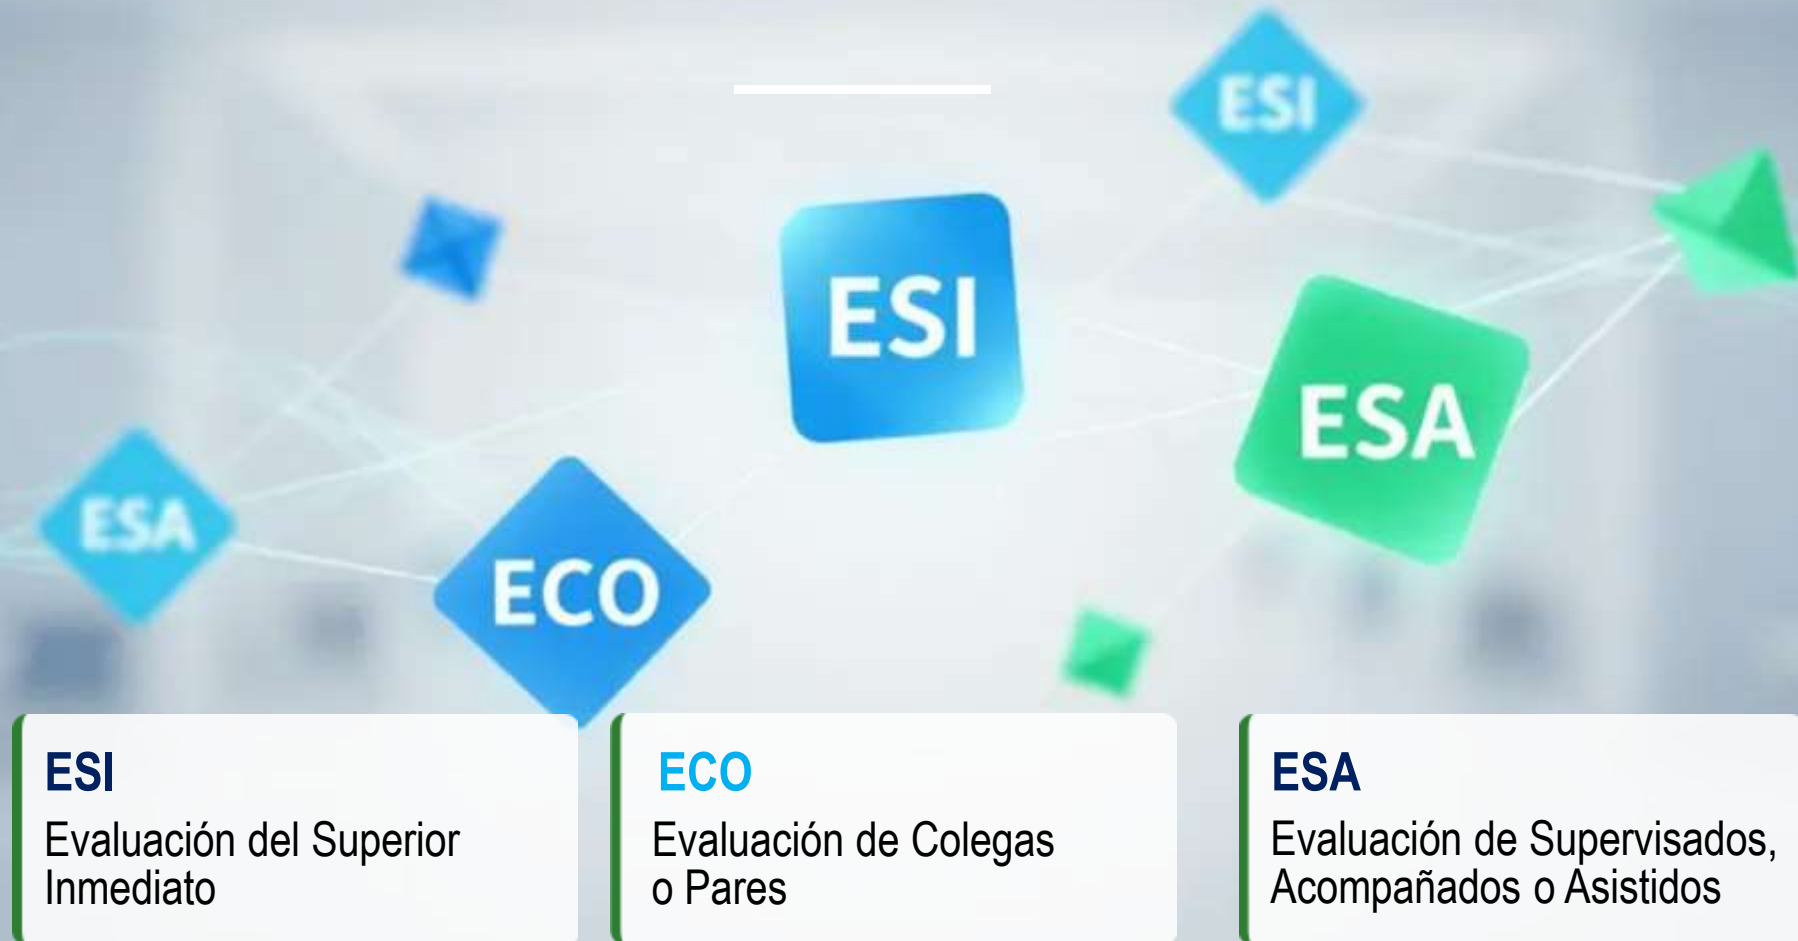 ESI
ESI
ESA
ESA
ECO
ESI
Evaluación del Superior
Inmediato
ECO
Evaluación de Colegas
o Pares
ESA
Evaluación de Supervisados,
Acompañados o Asistidos